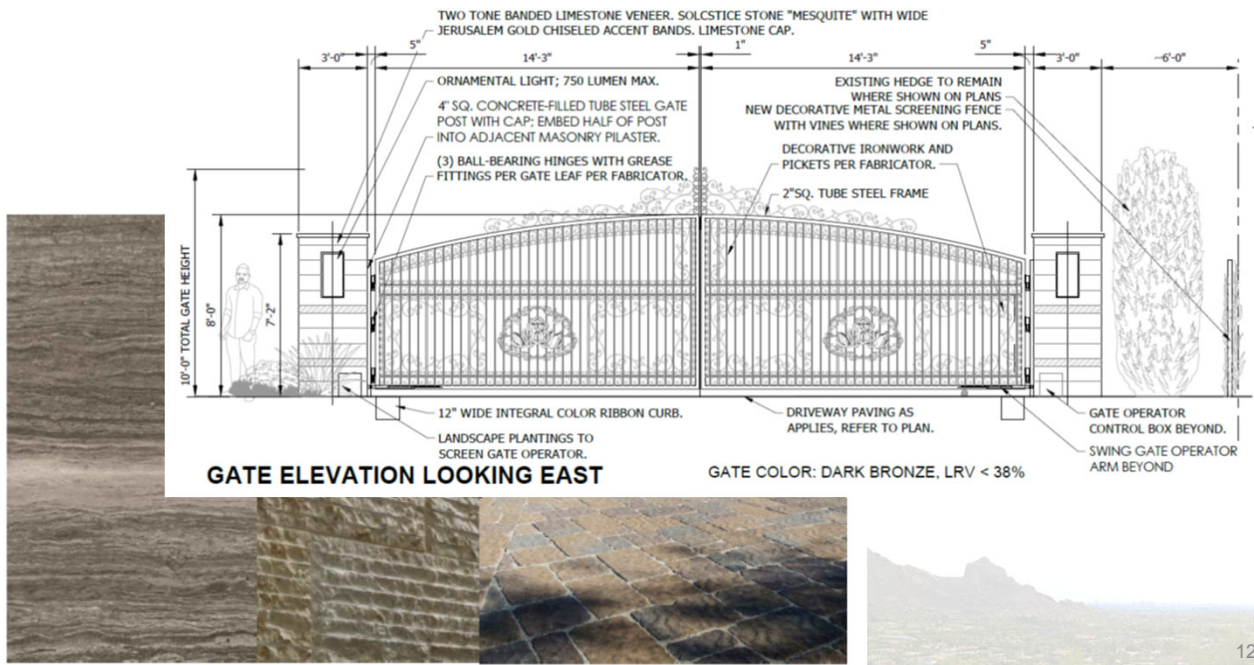 TWO TONE BANDED LIMESTONE VENEER. SOLCSTICE STONE "MESQUITE" WITH WIDE
JERUSALEM GOLD CHISELED ACCENT BANDS. LIMESTONE CAP.
3'-0"
5"
14'-3"
1"
14'-3"
5"
3'-0"
~6'-0"
ORNAMENTAL LIGHT; 750 LUMEN MAX.
4" SQ. CONCRETE-FILLED TUBE STEEL GATE
POST WITH CAP; EMBED HALF OF POST
INTO ADJACENT MASONRY PILASTER.
(3) BALL-BEARING HINGES WITH GREASE
FITTINGS PER GATE LEAF PER FABRICATOR.
EXISTING HEDGE TO REMAIN
WHERE SHOWN ON PLANS
NEW DECORATIVE METAL SCREENING FENCE
WITH VINES WHERE SHOWN ON PLANS.
DECORATIVE IRONWORK AND
PICKETS PER FABRICATOR.
2"SQ. TUBE STEEL FRAME
10'-0" TOTAL GATE HEIGHT
8'-0"
7'-2"
12" WIDE INTEGRAL COLOR RIBBON CURB.
LANDSCAPE PLANTINGS TO
SCREEN GATE OPERATOR.
DRIVEWAY PAVING AS
APPLIES, REFER TO PLAN.
GATE OPERATOR
CONTROL BOX BEYOND.
SWING GATE OPERATOR
ARM BEYOND
GATE ELEVATION LOOKING EAST
GATE COLOR: DARK BRONZE, LRV < 38%
12